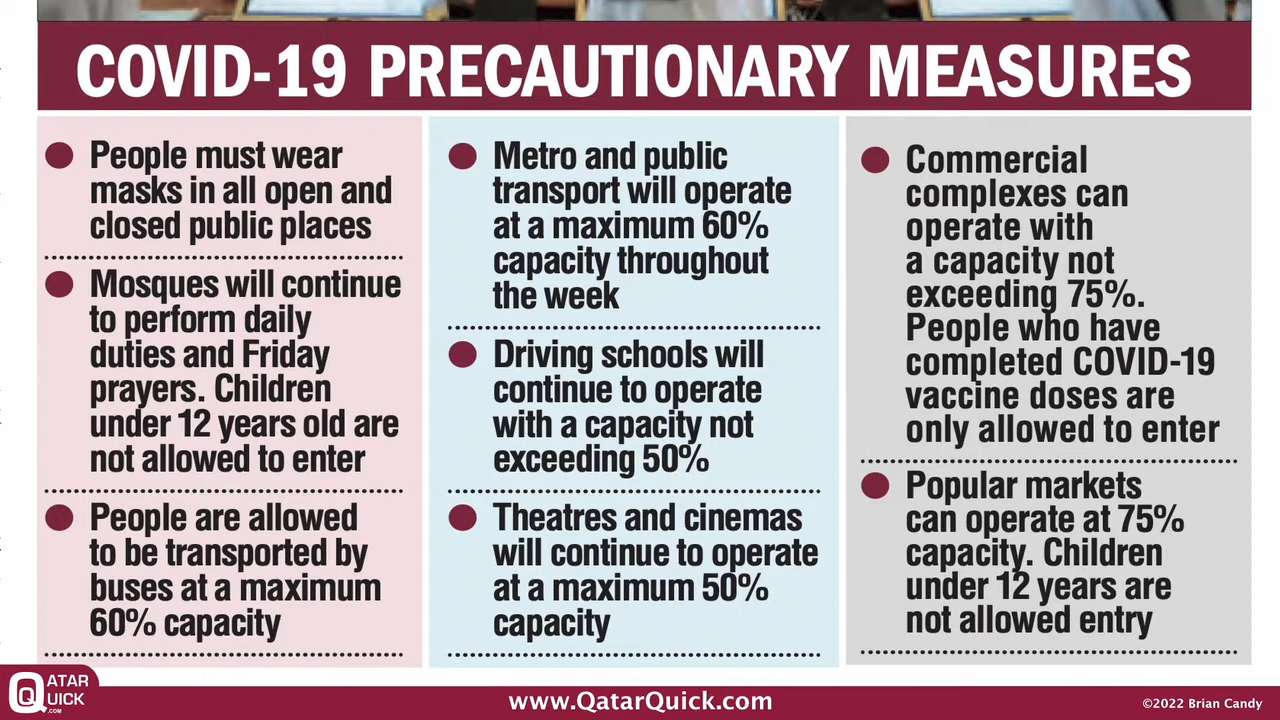 COVID-19 PRECAUTIONARY MEASURES
People must wear
masks in all open and
closed public places
Mosques will continue
to perform daily
duties and Friday
prayers. Children
under 12 years old are
not allowed to enter
People are allowed
to be transported by
buses at a maximum
60% capacity
Metro and public
transport will operate
at a maximum 60%
capacity throughout
the week
Driving schools will
continue to operate
with a capacity not
exceeding 50%
Theatres and cinemas
will continue to operate
at a maximum 50%
capacity
Commercial
complexes can
operate with
a capacity not
exceeding 75%.
People who have
completed COVID-19
vaccine doses are
only allowed to enter
Popular markets
can operate at 75%
capacity. Children
under 12 years are
not allowed entry
QATAR
QUICK
.COM
www.QatarQuick.com
©2022 Brian Candy